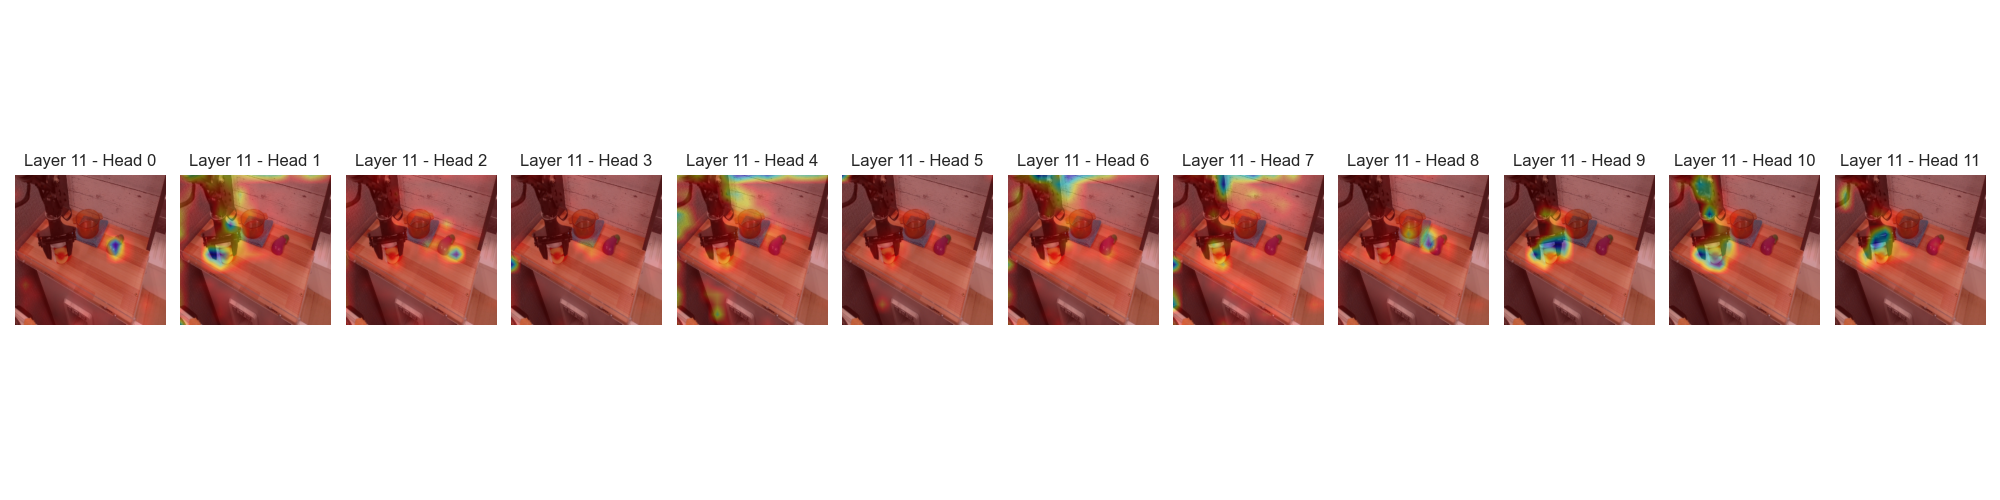 Layer 11 - Head 0
Layer 11 - Head 1
Layer 11 - Head 2
Layer 11 - Head 3
Layer 11 - Head 4
Layer 11 - Head 5
Layer 11 - Head 6
Layer 11 - Head 7
Layer 11 - Head 8
Layer 11 - Head 9
Layer 11 - Head 10
Layer 11 - Head 11